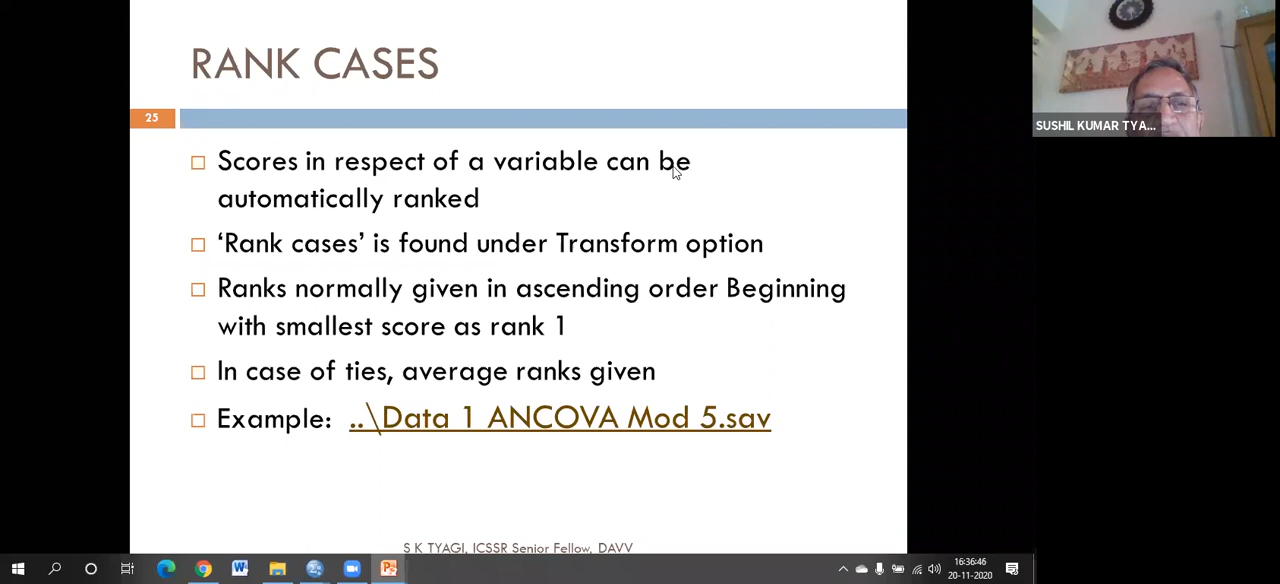 RANK CASES
25
Scores in respect of a variable can be
automatically ranked
‘Rank cases’ is found under Transform option
Ranks normally given in ascending order Beginning
with smallest score as rank 1
In case of ties, average ranks given
Example: ..\Data 1 ANCOVA Mod 5.sav
S K TYAGI, ICSSR Senior Fellow, DAVV
SUSHIL KUMAR TYA...
16:36:46
20-11-2020